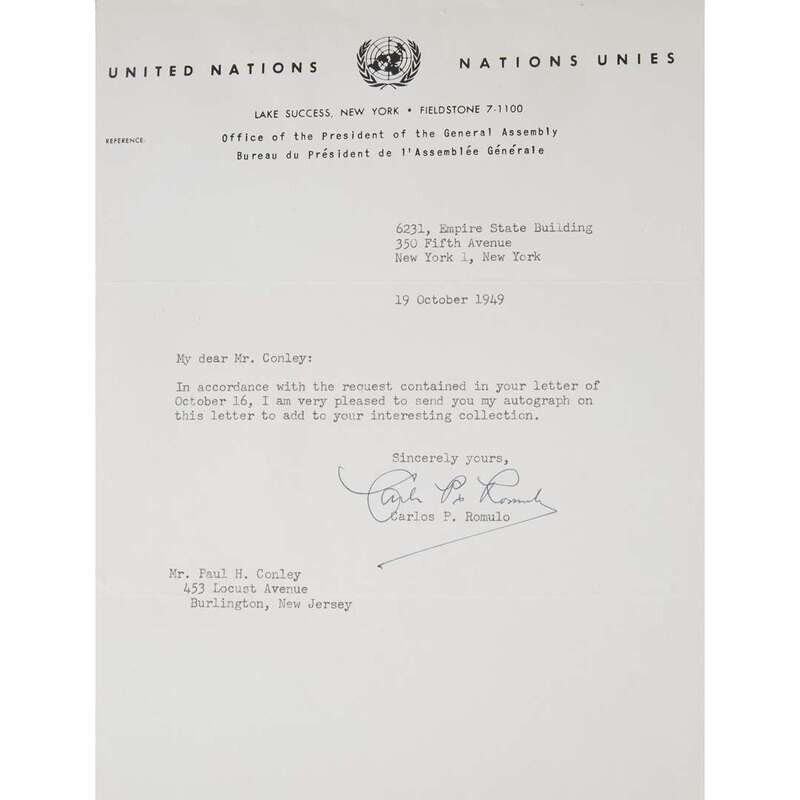 UNITED NATIONS NATIONS UNIES
LAKE SUCCESS, NEW YORK • FIELDSTONE 7-1100
REFERENCE:
Office of the President of the General Assembly
Bureau du Président de l'Assemblée Générale
6231, Empire State Building
350 Fifth Avenue
New York 1, New York
19 October 1949
My dear Mr. Conley:
In accordance with the request contained in your letter of
October 16, I am very pleased to send you my autograph on
this letter to add to your interesting collection.
Sincerely yours,
Carlos P. Romulo
Carlos P. Romulo
Mr. Paul H. Conley
453 Locust Avenue
Burlington, New Jersey